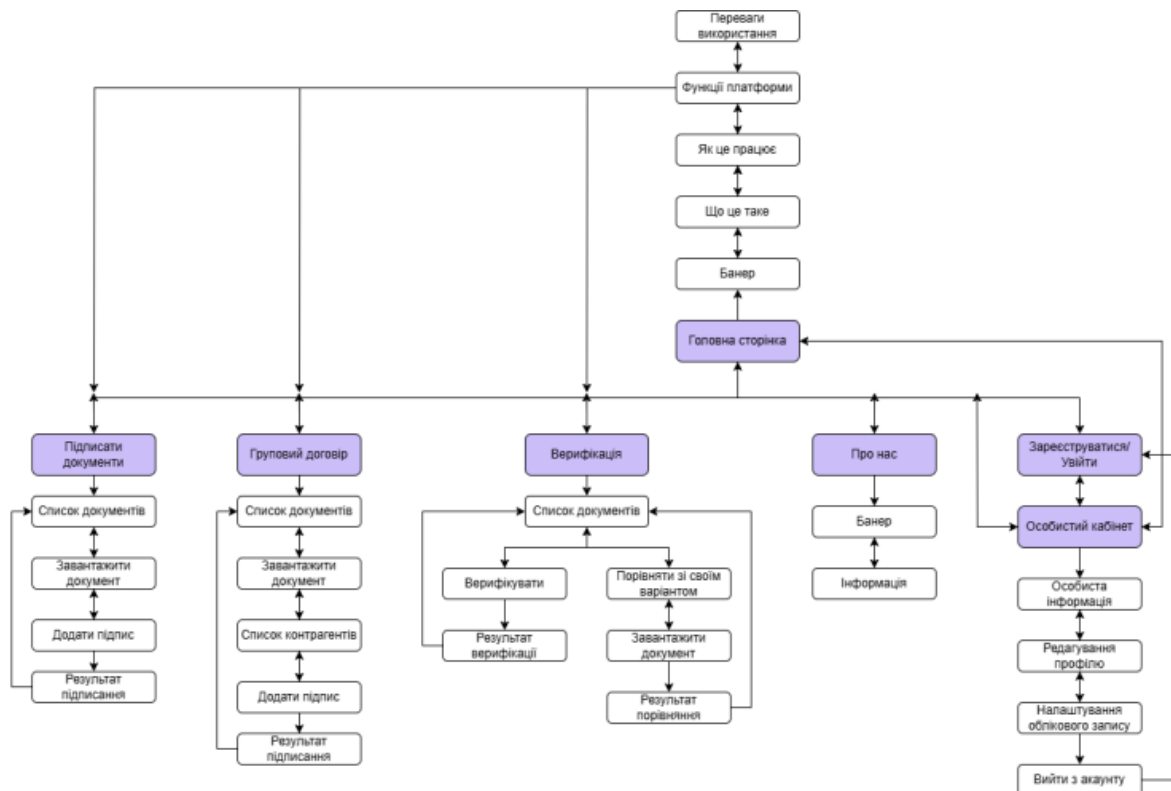 Переваги
використання
Функції платформи
Як це працює
Що це таке
Банер
Головна сторінка
Підписати
документи
Груповий договір
Верифікація
Про нас
Зареєструватися/
Увійти
Список документів
Завантажити
документ
Додати підпис
Результат
підписання
Список документів
Завантажити
документ
Список контрагентів
Додати підпис
Результат
підписання
Список документів
Верифікувати
Результат
верифікації
Порівняти зі своїм
варіантом
Завантажити
документ
Результат
порівняння
Банер
Інформація
Особистий кабінет
Особиста
інформація
Редагування
профілю
Налаштування
облікового запису
Вийти з акаунту